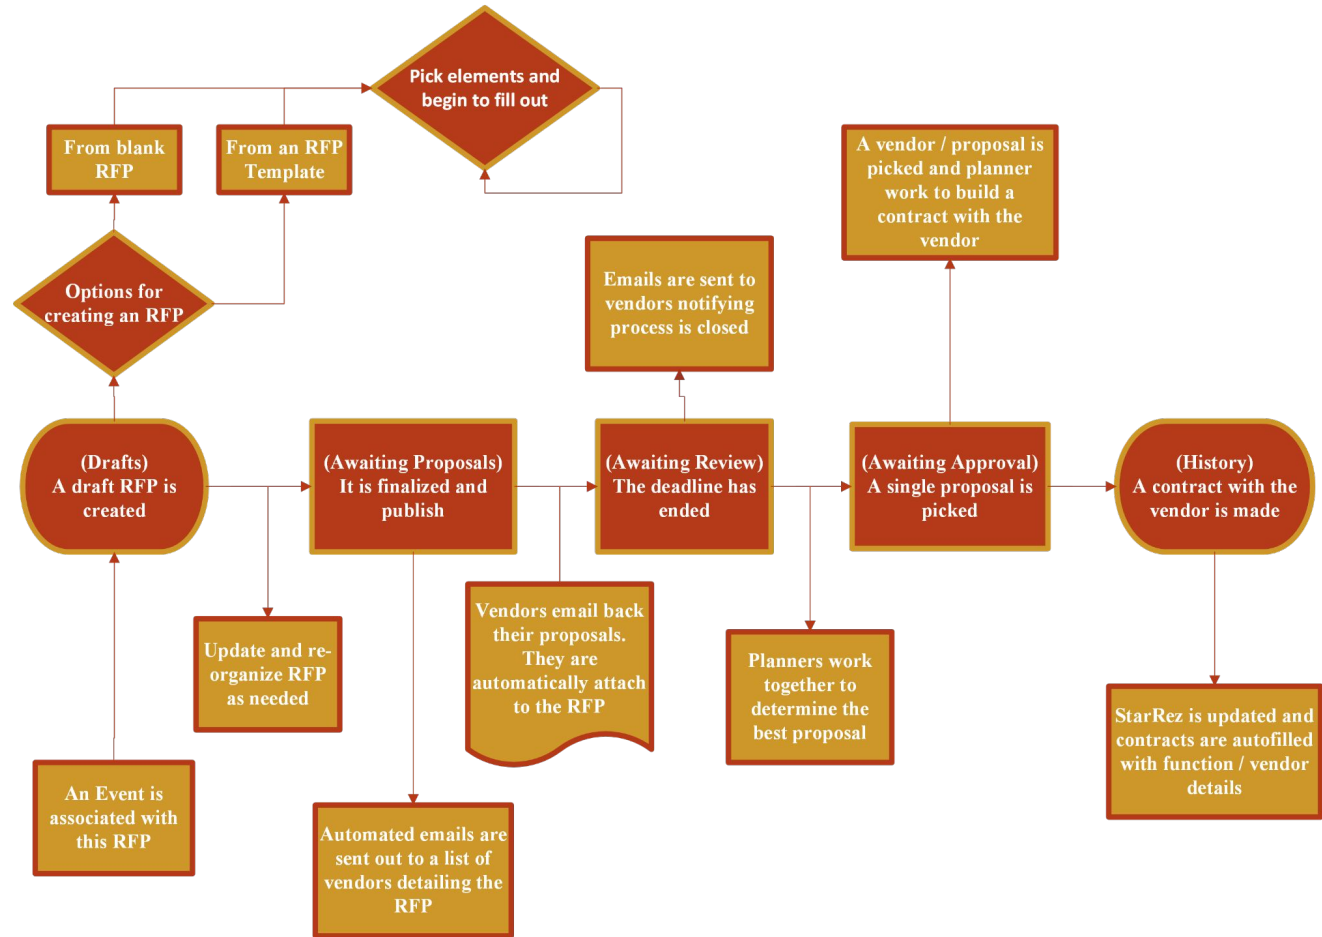 Pick elements and
begin to fill out
From blank
RFP
From an RFP
Template
A vendor / proposal is
picked and planner
work to build a
contract with the
vendor
Options for
creating an RFP
Emails are sent to
vendors notifying
process is closed
(Drafts)
A draft RFP is
created
(Awaiting Proposals)
It is finalized and
publish
(Awaiting Review)
The deadline has
ended
(Awaiting Approval)
A single proposal is
picked
(History)
A contract with the
vendor is made
Update and re-
organize RFP
as needed
Vendors email back
their proposals.
They are
automatically attach
to the RFP
Planners work
together to
determine the
best proposal
StarRez is updated and
contracts are autofilled
with function / vendor
details
An Event is
associated with
this RFP
Automated emails are
sent out to a list of
vendors detailing the
RFP